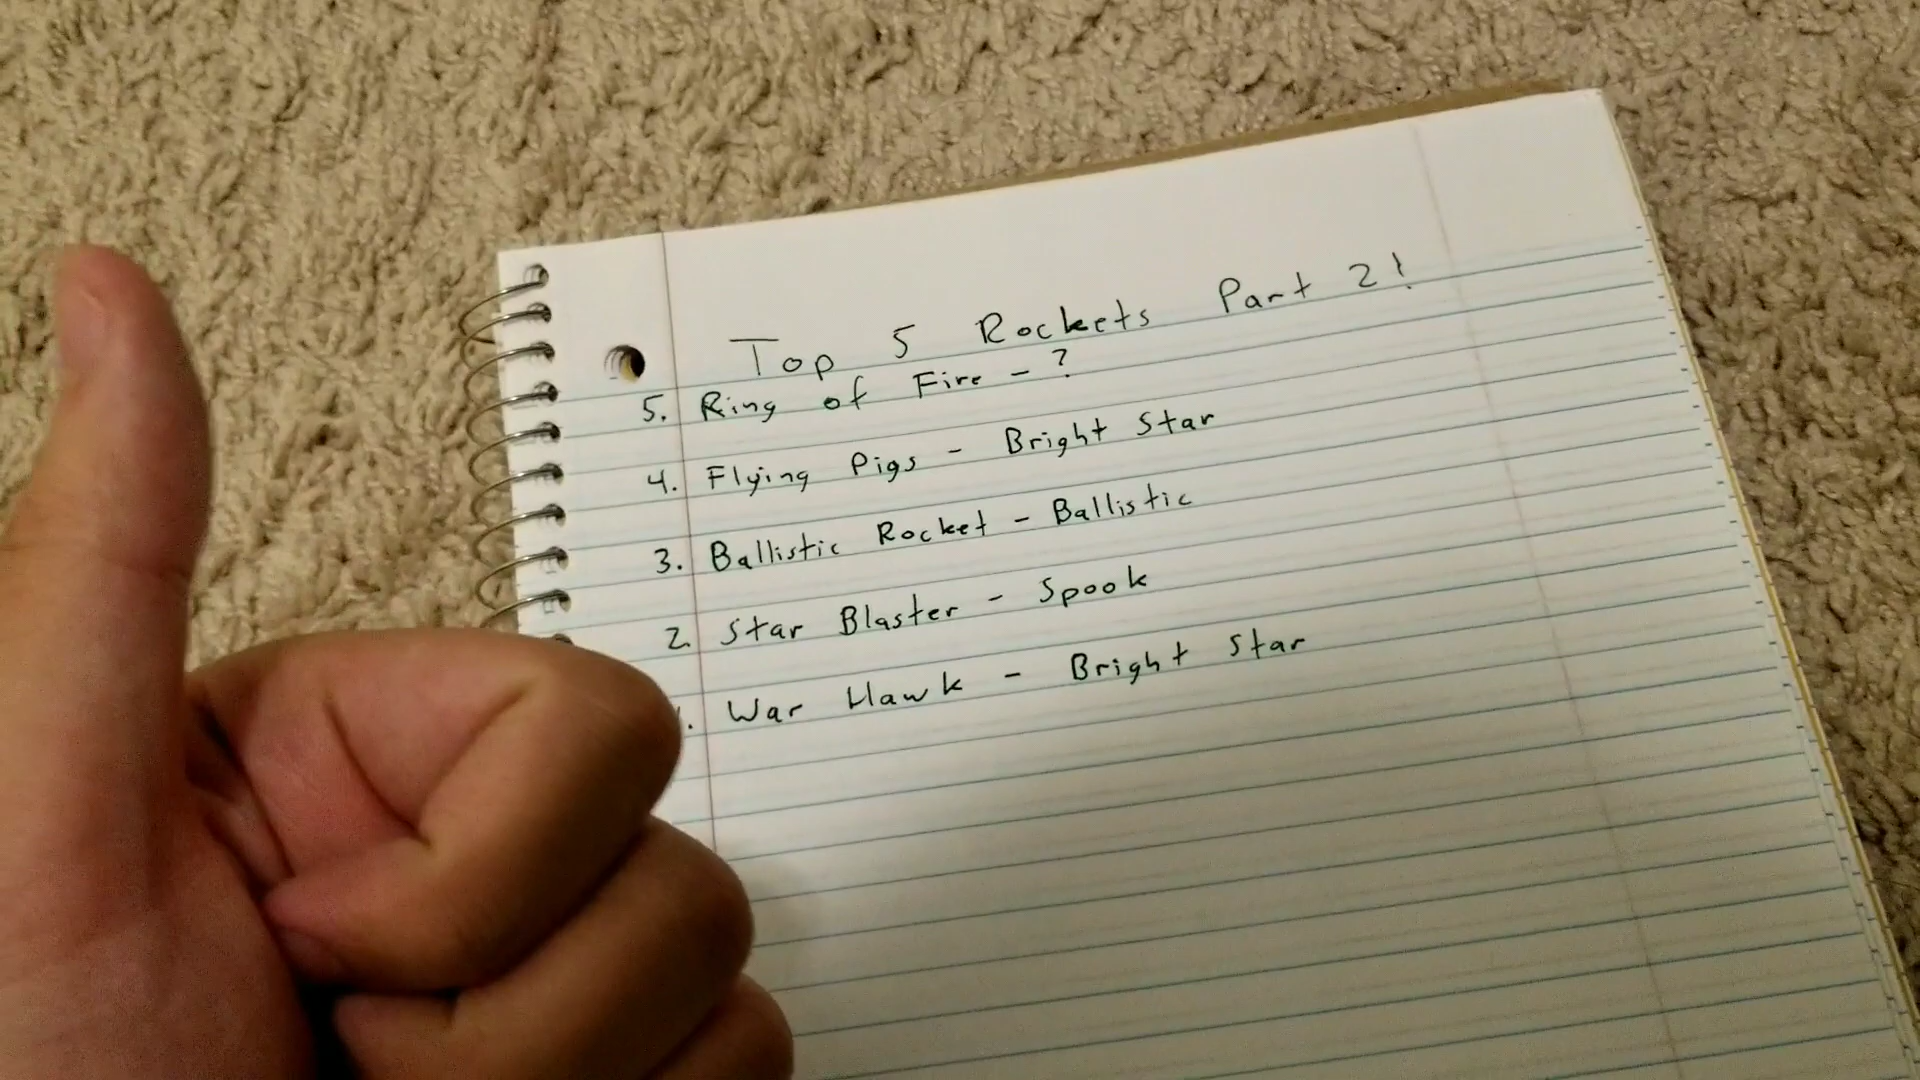 Top 5 Rockets Part 2!
5. Ring of Fire - ?
4. Flying Pigs - Bright Star
3. Ballistic Rocket - Ballistic
2. Star Blaster - Spook
. War Hawk - Bright Star